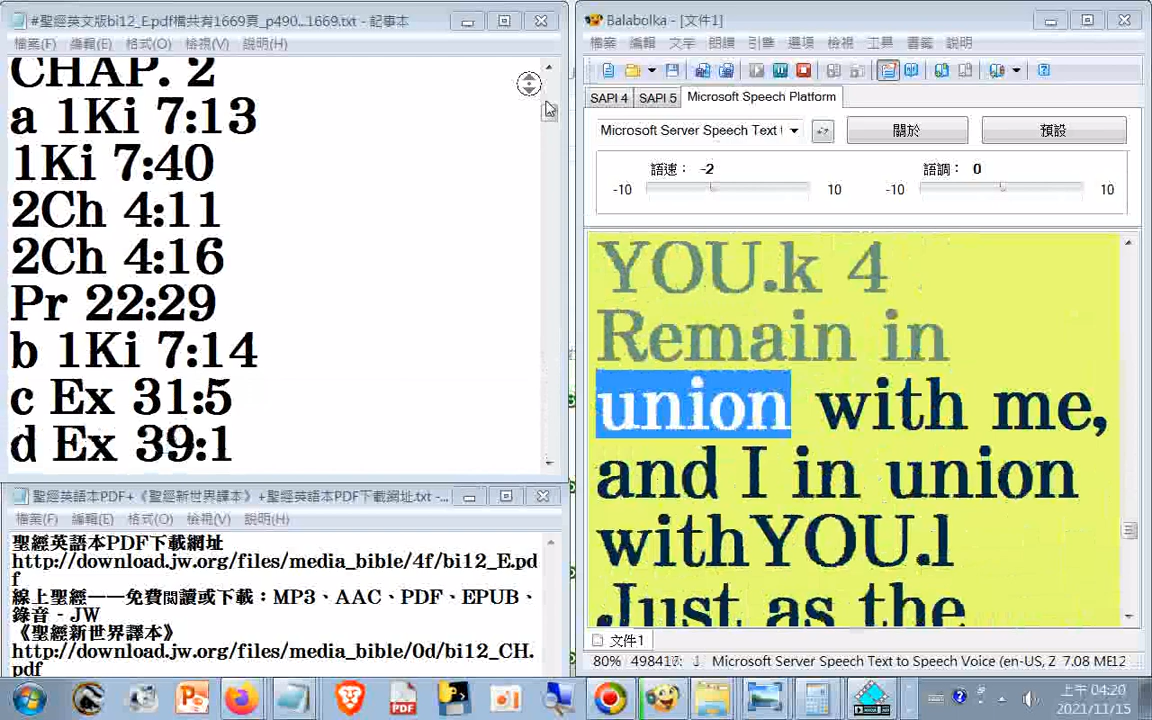 #聖經英文版bi12_E.pdf檔共有1669頁_p490...1669.txt - 記事本
檔案(F) 編輯(E) 格式(O) 檢視(V) 說明(H)
CHAP. 2
a 1Ki 7:13
1Ki 7:40
2Ch 4:11
2Ch 4:16
Pr 22:29
b 1Ki 7:14
c Ex 31:5
d Ex 39:1
聖經英語本PDF+《聖經新世界譯本》+聖經英語本PDF下載網址.txt - ...
檔案(F) 編輯(E) 格式(O) 檢視(V) 說明(H)
聖經英語本PDF下載網址
http://download.jw.org/files/media_bible/4f/bi12_E.pd
f
線上聖經——免費閱讀或下載：MP3、AAC、PDF、EPUB、
錄音 - JW
《聖經新世界譯本》
http://download.jw.org/files/media_bible/0d/bi12_CH.
pdf
Balabolka - [文件1]
檔案 編輯 文字 朗讀 引擎 選項 檢視 工具 書籤 說明
SAPI 4 SAPI 5 Microsoft Speech Platform
Microsoft Server Speech Text 關於 預設
語速： -2 語調： 0
-10 10 -10 10
YOU.k 4
Remain in
union with me,
and I in union
withYOU.l
Just as the
文件1
80% Microsoft Server Speech Text to Speech Voice (en-US, Z 7.08 ME
上午 04:20
2021/11/15